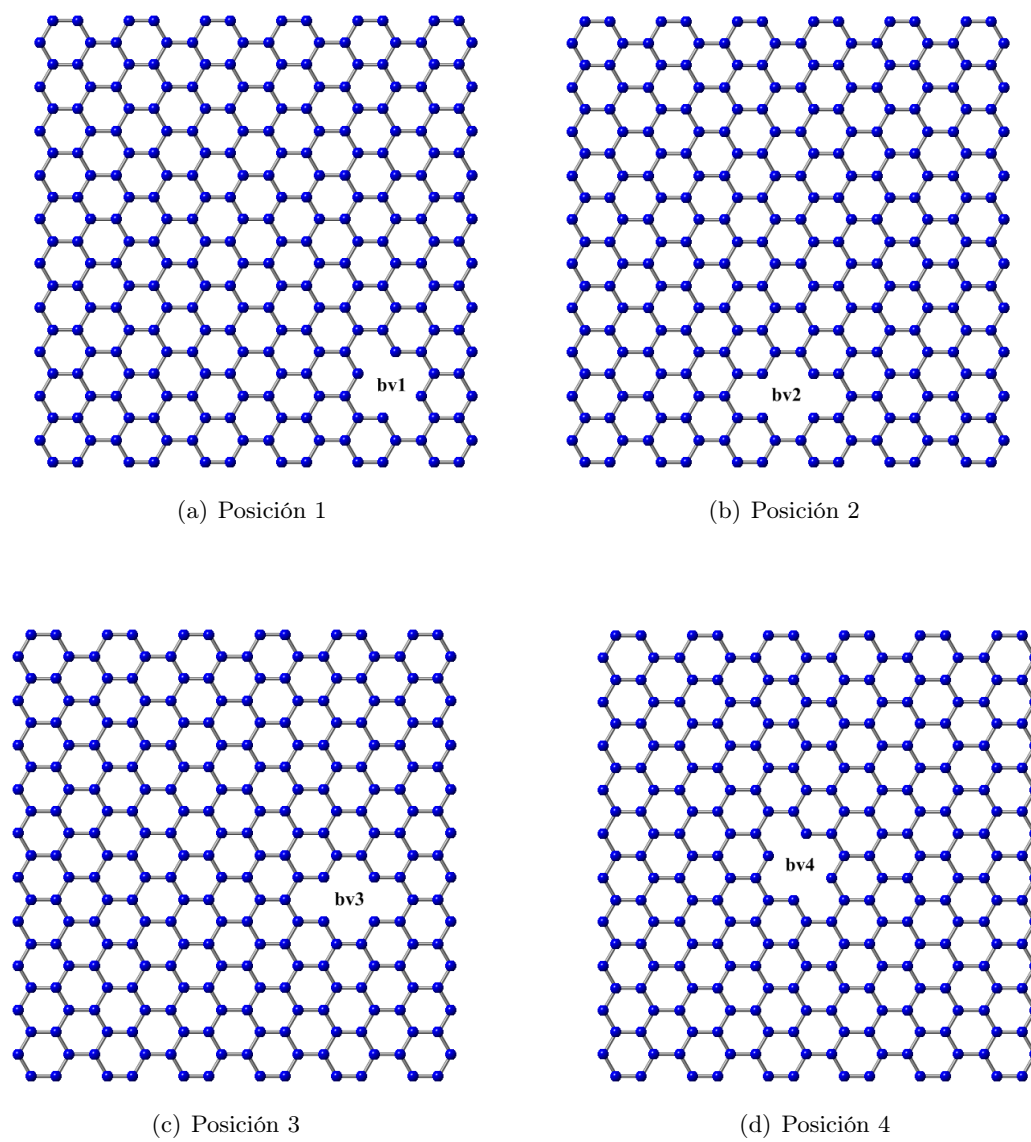 bv1
bv2
(a) Posición 1
(b) Posición 2
bv3
bv4
(c) Posición 3
(d) Posición 4